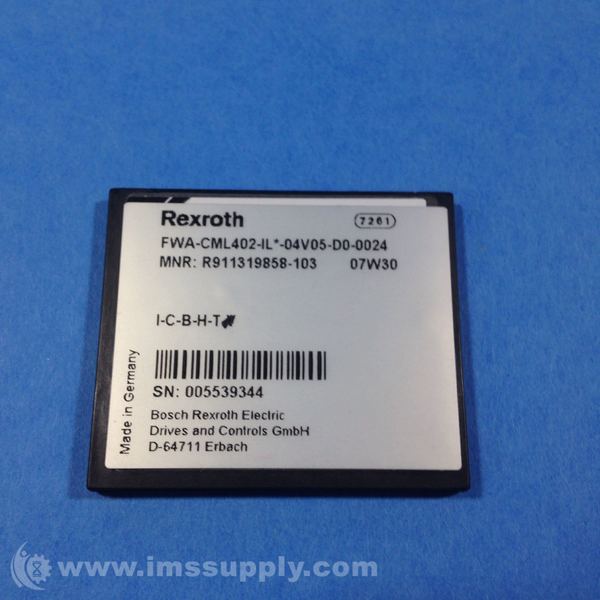 Rexroth 7261
FWA-CML402-IL*-04V05-D0-0024
MNR: R911319858-103 07W30
I-C-B-H-T
SN: 005539344
Bosch Rexroth Electric
Drives and Controls GmbH
D-64711 Erbach
Made in Germany
www.imssupply.com